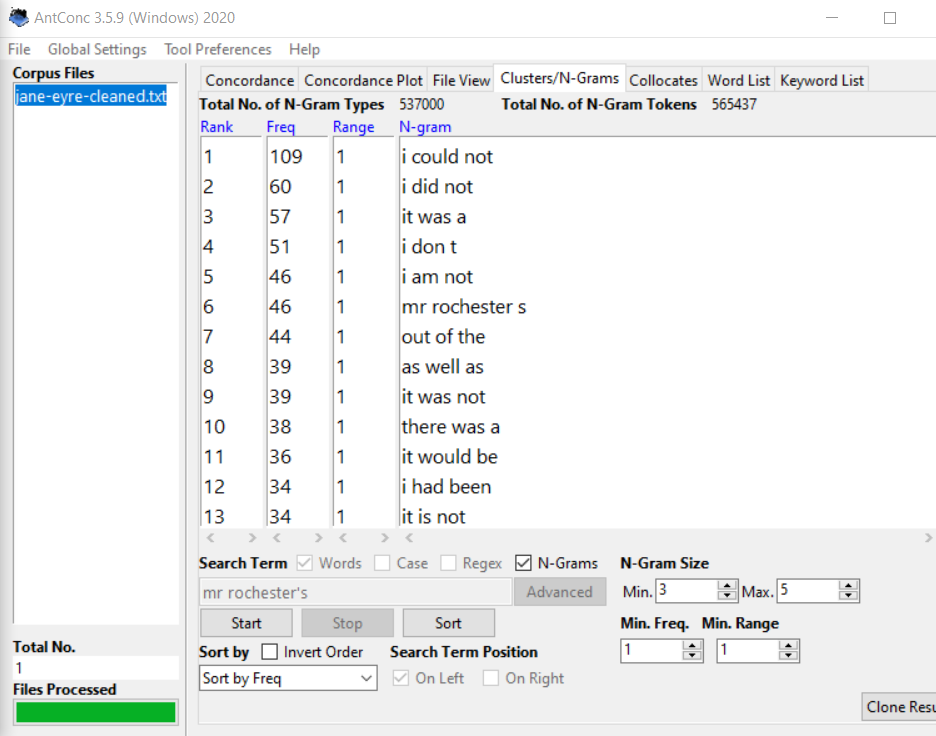 AntConc 3.5.9 (Windows) 2020
File Global Settings Tool Preferences Help
Corpus Files
jane-eyre-cleaned.txt
Total No.
1
Files Processed
Concordance Concordance Plot File View Clusters/N-Grams Collocates Word List Keyword List
Total No. of N-Gram Types 537000 Total No. of N-Gram Tokens 565437
Rank Freq Range N-gram
1 109 1 i could not
2 60 1 i did not
3 57 1 it was a
4 51 1 i don t
5 46 1 i am not
6 46 1 mr rochester s
7 44 1 out of the
8 39 1 as well as
9 39 1 it was not
10 38 1 there was a
11 36 1 it would be
12 34 1 i had been
13 34 1 it is not
Search Term Words Case Regex N-Grams N-Gram Size
mr rochester's Advanced Min. 3 Max. 5
Start Stop Sort Min. Freq. Min. Range
Sort by Invert Order Search Term Position 1 1
Sort by Freq On Left On Right
Clone Resu